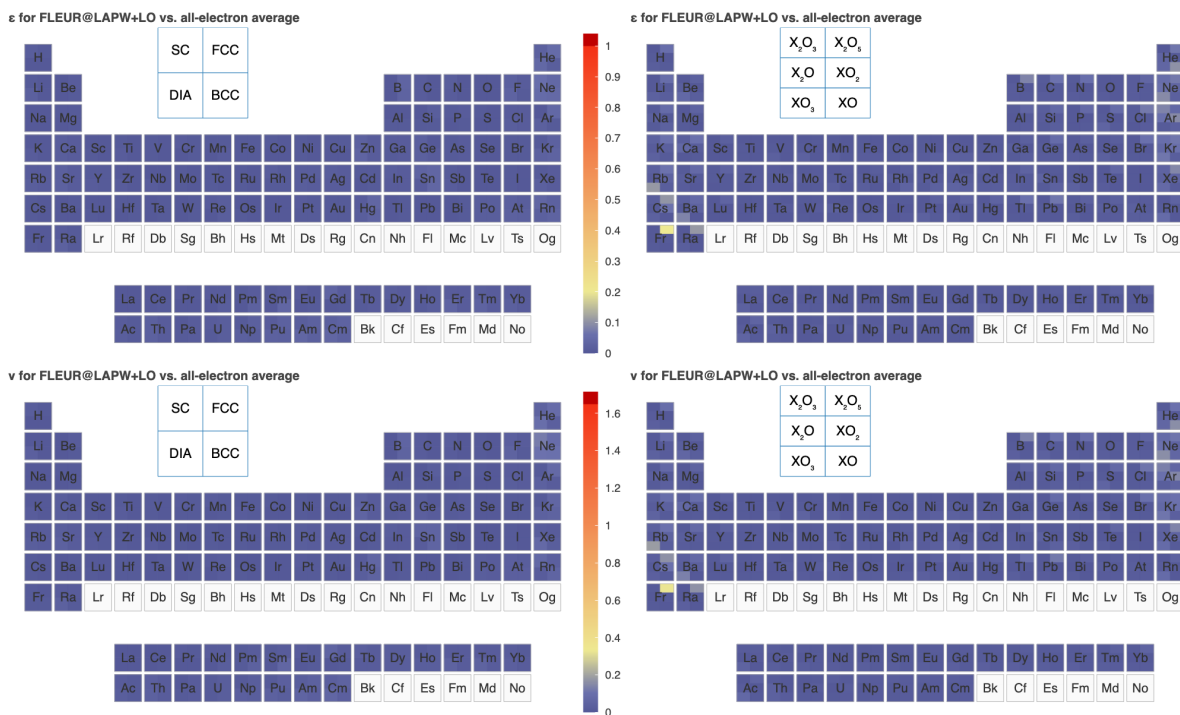 ε for FLEUR@LAPW+LO vs. all-electron average
SC FCC
DIA BCC
H He
Li Be B C N O F Ne
Na Mg Al Si P S Cl Ar
K Ca Sc Ti V Cr Mn Fe Co Ni Cu Zn Ga Ge As Se Br Kr
Rb Sr Y Zr Nb Mo Tc Ru Rh Pd Ag Cd In Sn Sb Te I Xe
Cs Ba Lu Hf Ta W Re Os Ir Pt Au Hg Tl Pb Bi Po At Rn
Fr Ra Lr Rf Db Sg Bh Hs Mt Ds Rg Cn Nh Fl Mc Lv Ts Og
La Ce Pr Nd Pm Sm Eu Gd Tb Dy Ho Er Tm Yb
Ac Th Pa U Np Pu Am Cm Bk Cf Es Fm Md No
1
0.9
0.8
0.7
0.6
0.5
0.4
0.3
0.2
0.1
0
ε for FLEUR@LAPW+LO vs. all-electron average
X₂O₃ X₂O₅
X₂O XO₂
XO₃ XO
H He
Li Be B C N O F Ne
Na Mg Al Si P S Cl Ar
K Ca Sc Ti V Cr Mn Fe Co Ni Cu Zn Ga Ge As Se Br Kr
Rb Sr Y Zr Nb Mo Tc Ru Rh Pd Ag Cd In Sn Sb Te I Xe
Cs Ba Lu Hf Ta W Re Os Ir Pt Au Hg Tl Pb Bi Po At Rn
Fr Ra Lr Rf Db Sg Bh Hs Mt Ds Rg Cn Nh Fl Mc Lv Ts Og
La Ce Pr Nd Pm Sm Eu Gd Tb Dy Ho Er Tm Yb
Ac Th Pa U Np Pu Am Cm Bk Cf Es Fm Md No
ν for FLEUR@LAPW+LO vs. all-electron average
SC FCC
DIA BCC
H He
Li Be B C N O F Ne
Na Mg Al Si P S Cl Ar
K Ca Sc Ti V Cr Mn Fe Co Ni Cu Zn Ga Ge As Se Br Kr
Rb Sr Y Zr Nb Mo Tc Ru Rh Pd Ag Cd In Sn Sb Te I Xe
Cs Ba Lu Hf Ta W Re Os Ir Pt Au Hg Tl Pb Bi Po At Rn
Fr Ra Lr Rf Db Sg Bh Hs Mt Ds Rg Cn Nh Fl Mc Lv Ts Og
La Ce Pr Nd Pm Sm Eu Gd Tb Dy Ho Er Tm Yb
Ac Th Pa U Np Pu Am Cm Bk Cf Es Fm Md No
1.6
1.4
1.2
1
0.8
0.6
0.4
0.2
0
ν for FLEUR@LAPW+LO vs. all-electron average
X₂O₃ X₂O₅
X₂O XO₂
XO₃ XO
H He
Li Be B C N O F Ne
Na Mg Al Si P S Cl Ar
K Ca Sc Ti V Cr Mn Fe Co Ni Cu Zn Ga Ge As Se Br Kr
Rb Sr Y Zr Nb Mo Tc Ru Rh Pd Ag Cd In Sn Sb Te I Xe
Cs Ba Lu Hf Ta W Re Os Ir Pt Au Hg Tl Pb Bi Po At Rn
Fr Ra Lr Rf Db Sg Bh Hs Mt Ds Rg Cn Nh Fl Mc Lv Ts Og
La Ce Pr Nd Pm Sm Eu Gd Tb Dy Ho Er Tm Yb
Ac Th Pa U Np Pu Am Cm Bk Cf Es Fm Md No